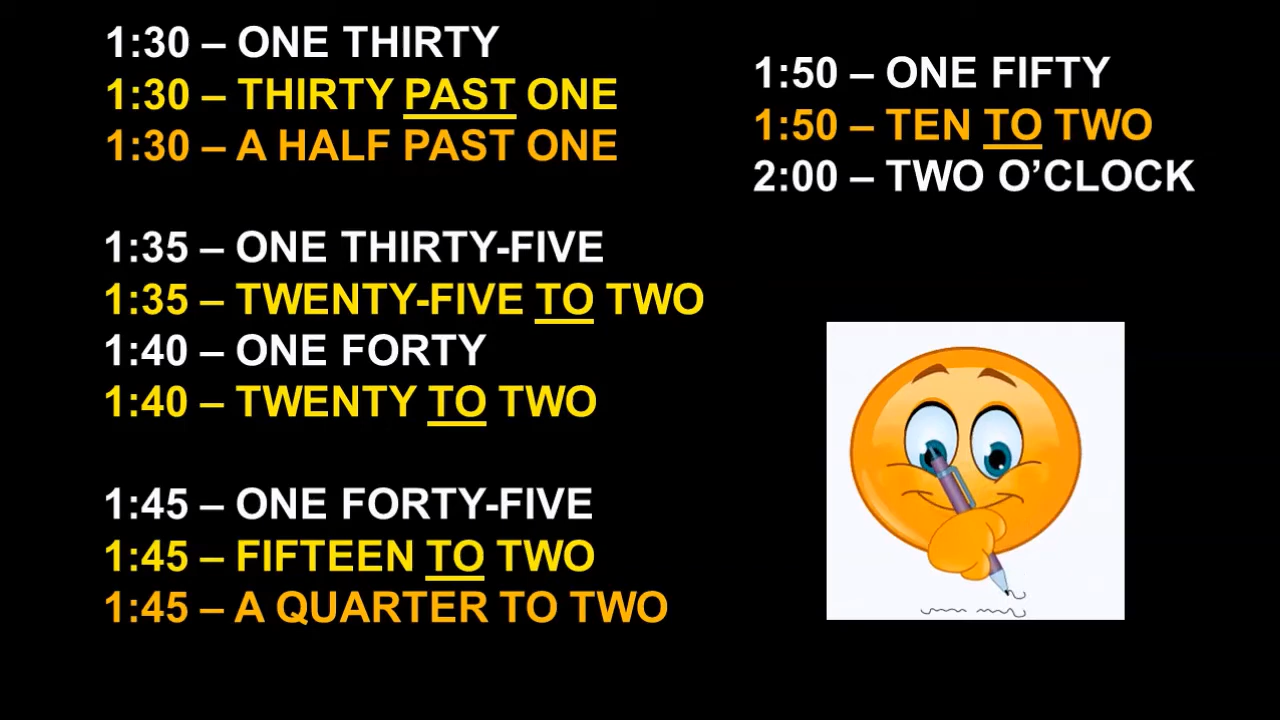 1:30 – ONE THIRTY
1:30 – THIRTY PAST ONE
1:30 – A HALF PAST ONE
1:35 – ONE THIRTY-FIVE
1:35 – TWENTY-FIVE TO TWO
1:40 – ONE FORTY
1:40 – TWENTY TO TWO
1:45 – ONE FORTY-FIVE
1:45 – FIFTEEN TO TWO
1:45 – A QUARTER TO TWO
1:50 – ONE FIFTY
1:50 – TEN TO TWO
2:00 – TWO O’CLOCK